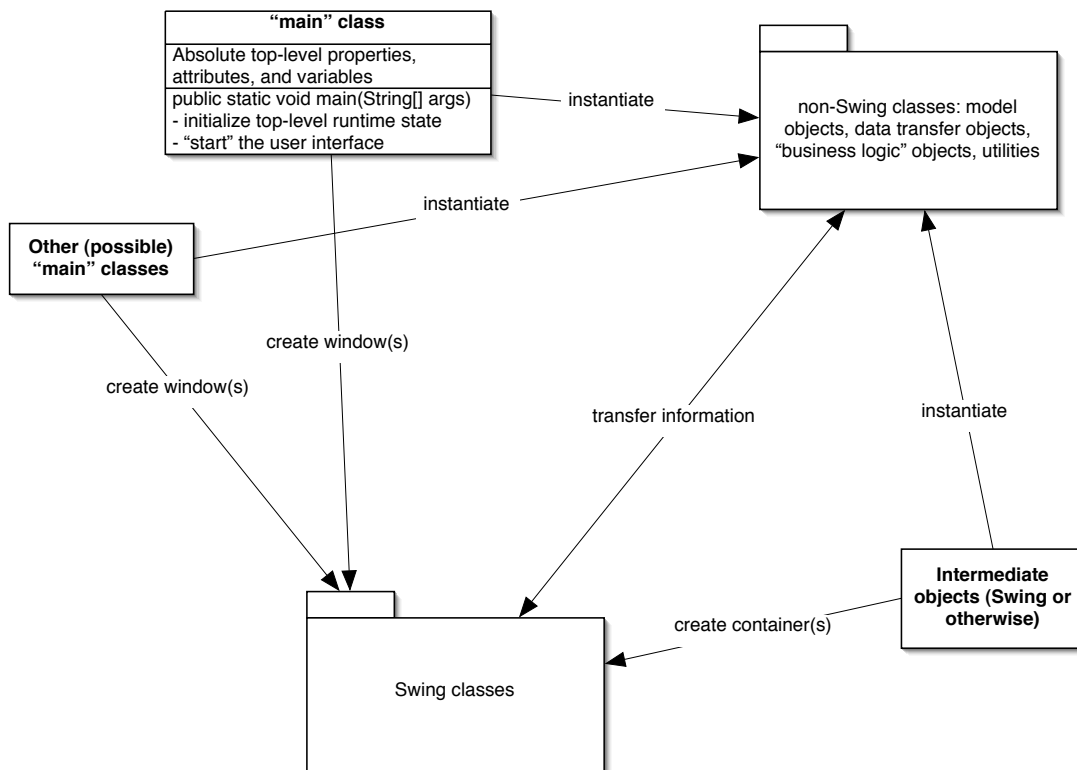 “main” class
Absolute top-level properties,
attributes, and variables
public static void main(String[] args)
- initialize top-level runtime state
- “start” the user interface
instantiate
non-Swing classes: model
objects, data transfer objects,
“business logic” objects, utilities
instantiate
Other (possible)
“main” classes
create window(s)
create window(s)
transfer information
instantiate
Intermediate
objects (Swing or
otherwise)
create container(s)
Swing classes